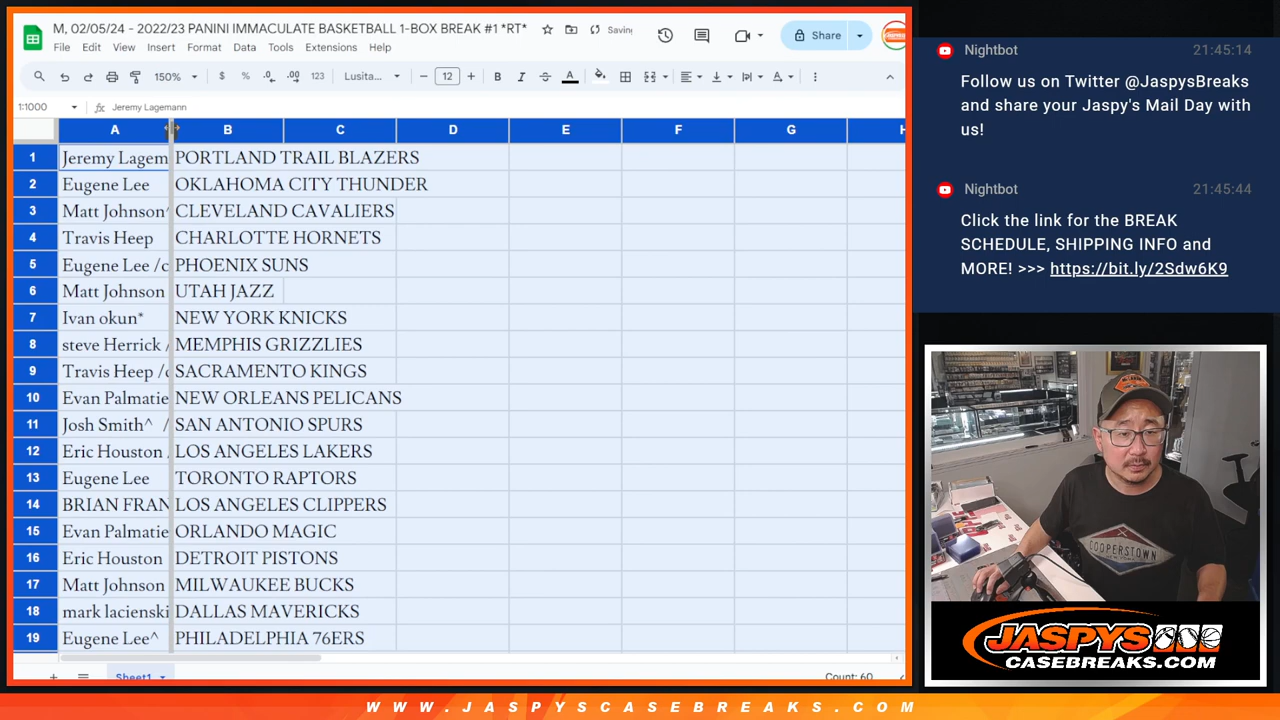 M, 02/05/24 - 2022/23 PANINI IMMACULATE BASKETBALL 1-BOX BREAK #1 *RT*
Saving
Share
File Edit View Insert Format Data Tools Extensions Help
150% $ % .0 .00 123 Lusita... 12 B I A
1:1000 fx Jeremy Lagemann
A B C D E F G H
1 Jeremy Lagem PORTLAND TRAIL BLAZERS
2 Eugene Lee OKLAHOMA CITY THUNDER
3 Matt Johnson^ CLEVELAND CAVALIERS
4 Travis Heep CHARLOTTE HORNETS
5 Eugene Lee /c PHOENIX SUNS
6 Matt Johnson UTAH JAZZ
7 Ivan okun* NEW YORK KNICKS
8 steve Herrick / MEMPHIS GRIZZLIES
9 Travis Heep /c SACRAMENTO KINGS
10 Evan Palmatie NEW ORLEANS PELICANS
11 Josh Smith^ / SAN ANTONIO SPURS
12 Eric Houston / LOS ANGELES LAKERS
13 Eugene Lee TORONTO RAPTORS
14 BRIAN FRAN LOS ANGELES CLIPPERS
15 Evan Palmatie ORLANDO MAGIC
16 Eric Houston DETROIT PISTONS
17 Matt Johnson MILWAUKEE BUCKS
18 mark lacienski DALLAS MAVERICKS
19 Eugene Lee^ PHILADELPHIA 76ERS
Sheet1 Count: 60
Nightbot 21:45:14
Follow us on Twitter @JaspysBreaks
and share your Jaspy's Mail Day with
us!
Nightbot 21:45:44
Click the link for the BREAK
SCHEDULE, SHIPPING INFO and
MORE! >>> https://bit.ly/2Sdw6K9
COOPERSTOWN
JASPYS
CASEBREAKS.COM
WWW.JASPYSCASEBREAKS.COM